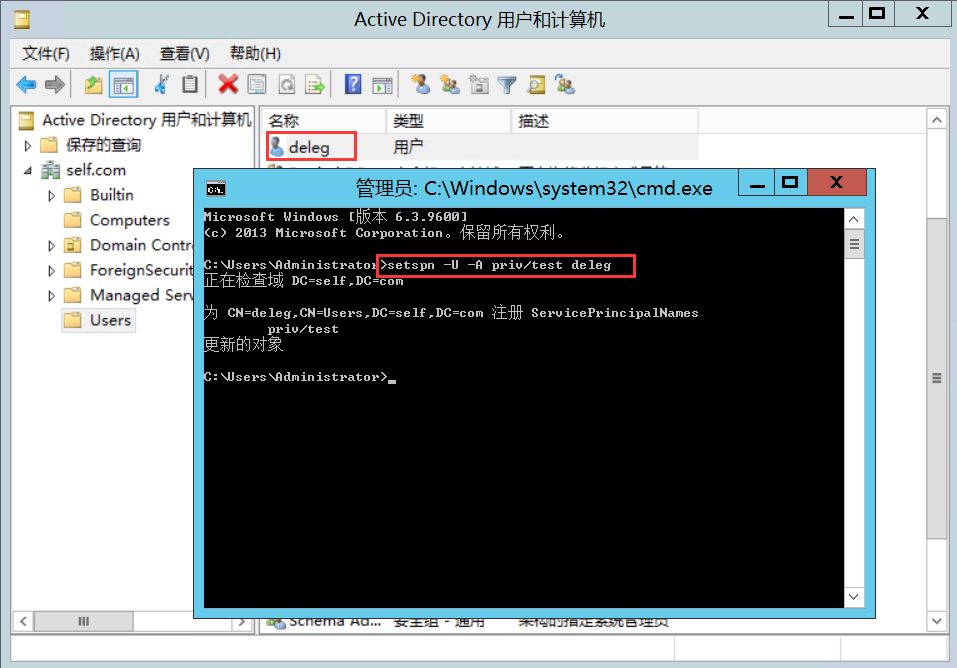 Active Directory 用户和计算机
文件(F) 操作(A) 查看(V) 帮助(H)
Active Directory 用户和计算机
保存的查询
self.com
Builtin
Computers
Domain Contr
ForeignSecurit
Managed Serv
Users
名称 类型 描述
deleg 用户
管理员: C:\Windows\system32\cmd.exe
Microsoft Windows [版本 6.3.9600]
(c) 2013 Microsoft Corporation。保留所有权利。
C:\Users\Administrator>setspn -U -A priv/test deleg
正在检查域 DC=self,DC=com
为 CN=deleg,CN=Users,DC=self,DC=com 注册 ServicePrincipalNames
priv/test
更新的对象
C:\Users\Administrator>
Schema Ad... 安全组 - 通用 架构的指定系统管理员